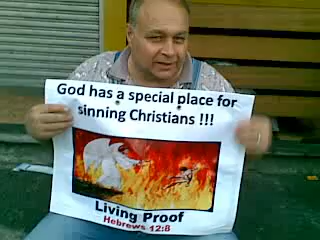 God has a special place for
sinning Christians !!!
Living Proof
Hebrews 12:8